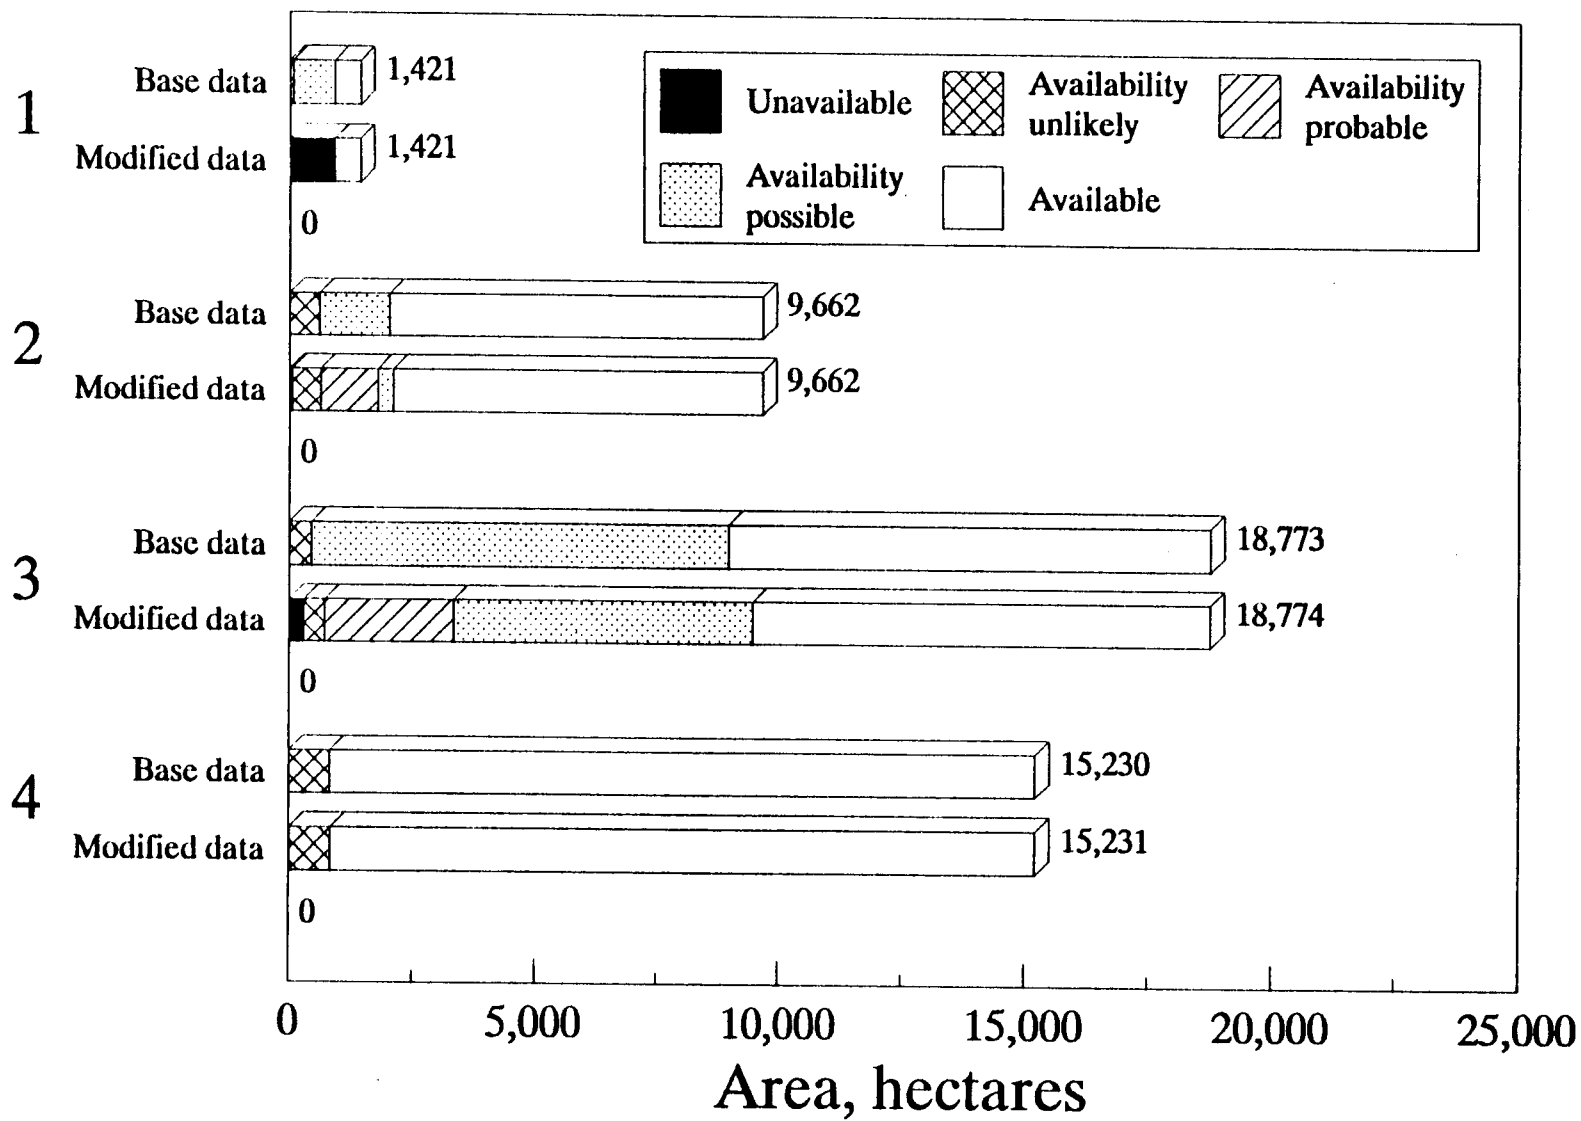 1
Base data
1,421
Modified data
1,421
0
Unavailable
Availability
unlikely
Availability
probable
Availability
possible
Available
2
Base data
9,662
Modified data
9,662
0
3
Base data
18,773
Modified data
18,774
0
4
Base data
15,230
Modified data
15,231
0
0
5,000
10,000
15,000
20,000
25,000
Area, hectares